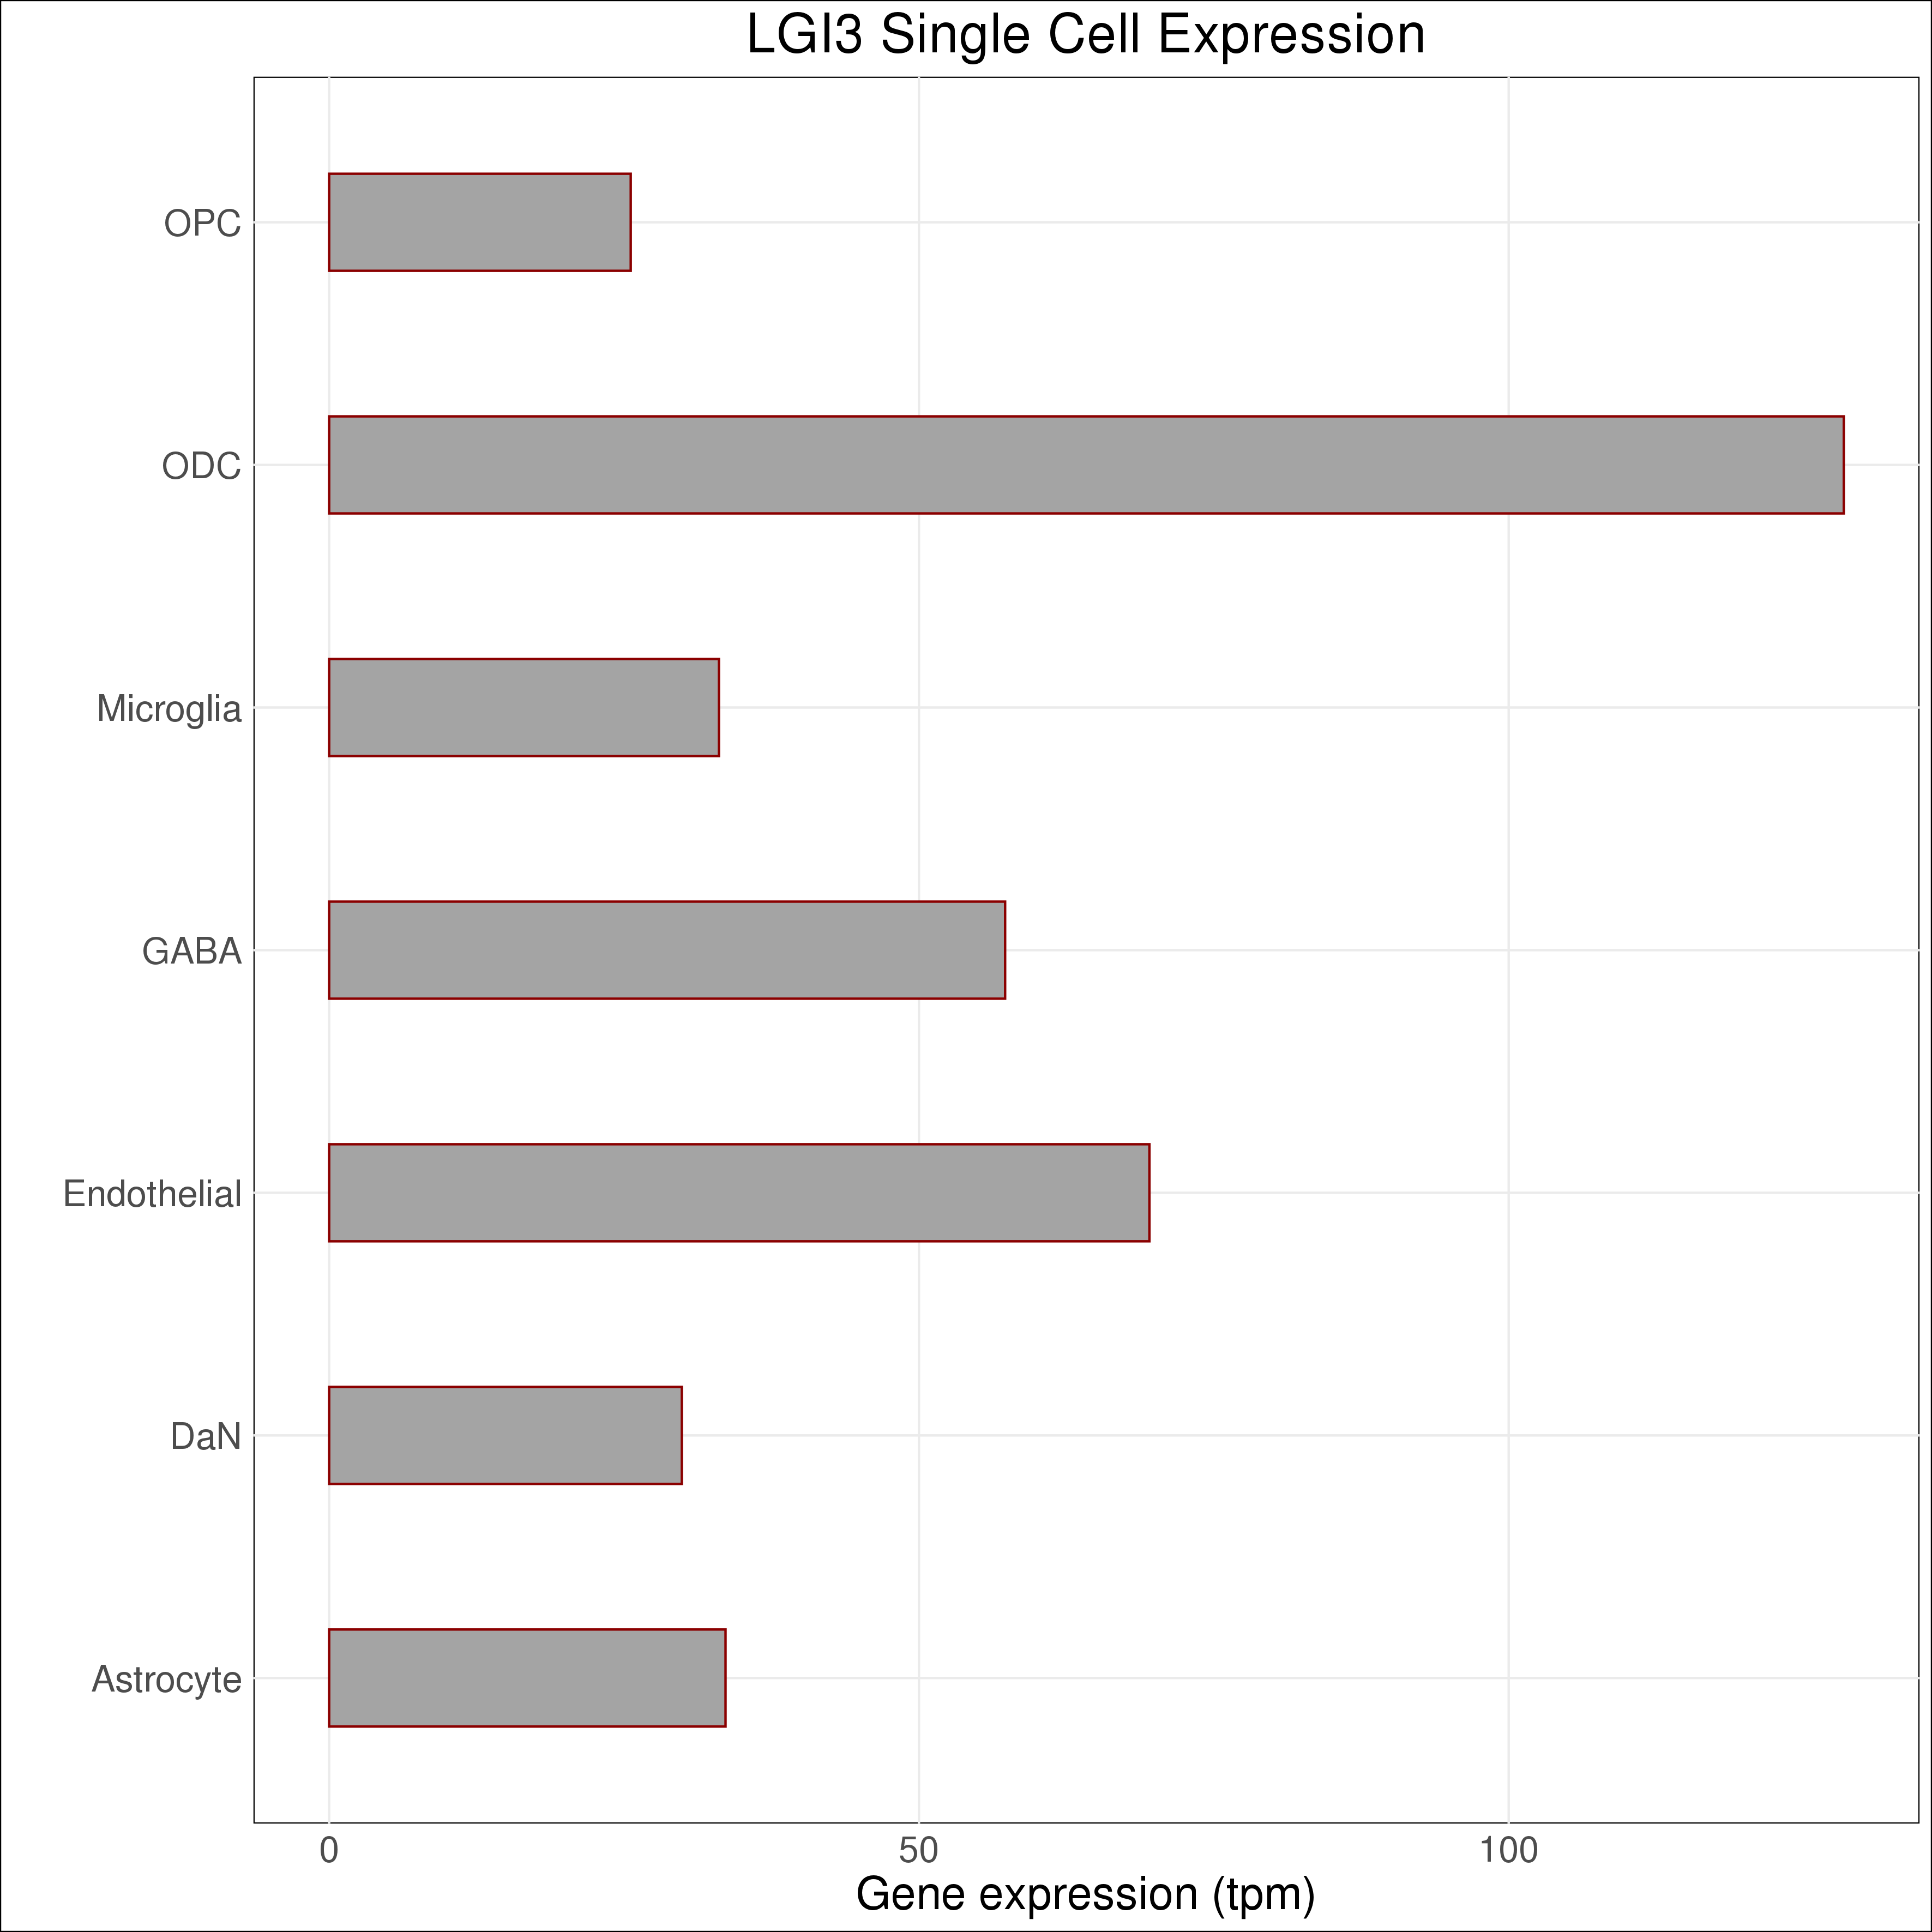 LGI3 Single Cell Expression
OPC
ODC
Microglia
GABA
Endothelial
DaN
Astrocyte
0 50 100
Gene expression (tpm)